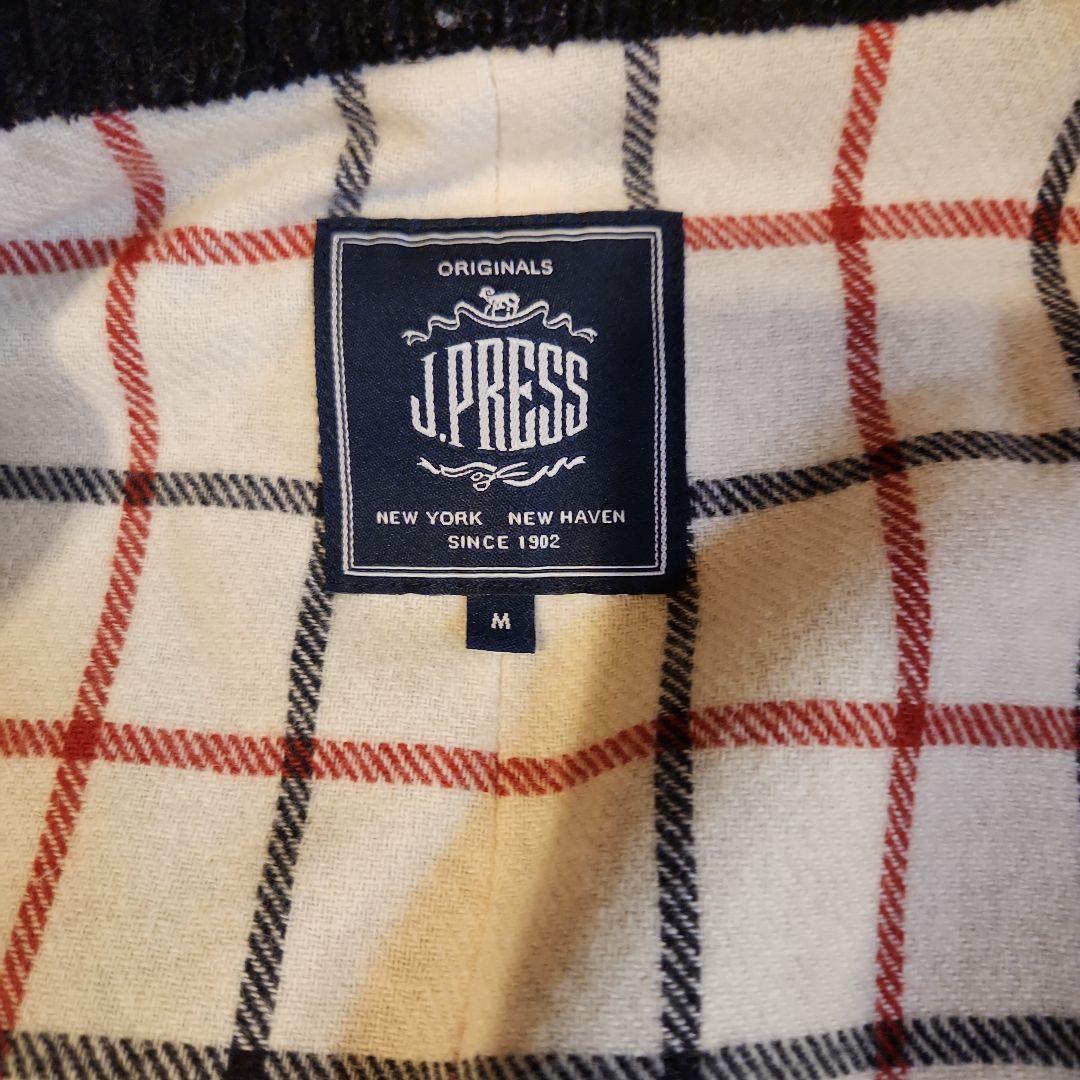 ORIGINALS
J.PRESS
NEW YORK NEW HAVEN
SINCE 1902
M